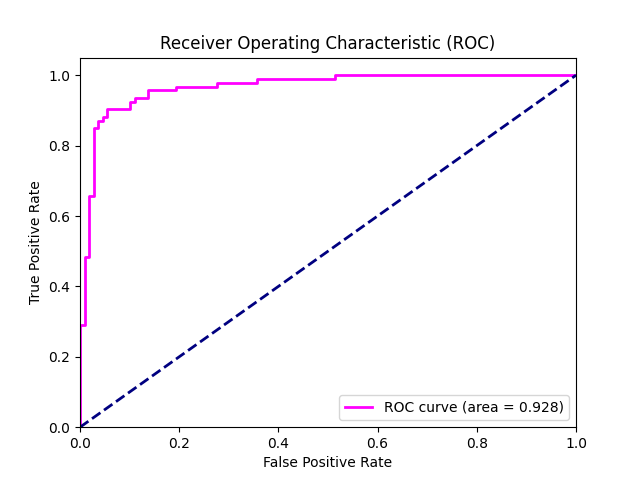 Receiver Operating Characteristic (ROC)
1.0
0.8
0.6
0.4
0.2
0.0
True Positive Rate
ROC curve (area = 0.928)
0.0 0.2 0.4 0.6 0.8 1.0
False Positive Rate